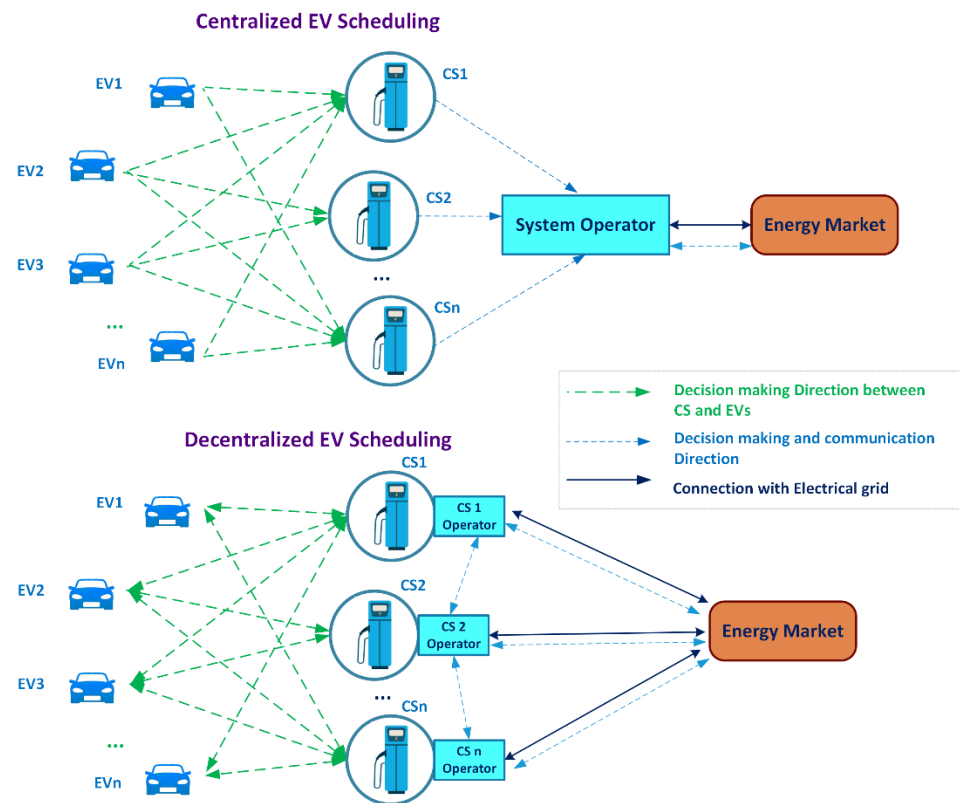 Centralized EV Scheduling
EV1
CS1
EV2
CS2
System Operator
Energy Market
EV3
...
CSn
...
EVn
Decision making Direction between
CS and EVs
Decision making and communication
Direction
Connection with Electrical grid
Decentralized EV Scheduling
CS1
EV1
CS 1
Operator
EV2
CS2
CS 2
Operator
Energy Market
EV3
...
CSn
...
CS n
Operator
EVn